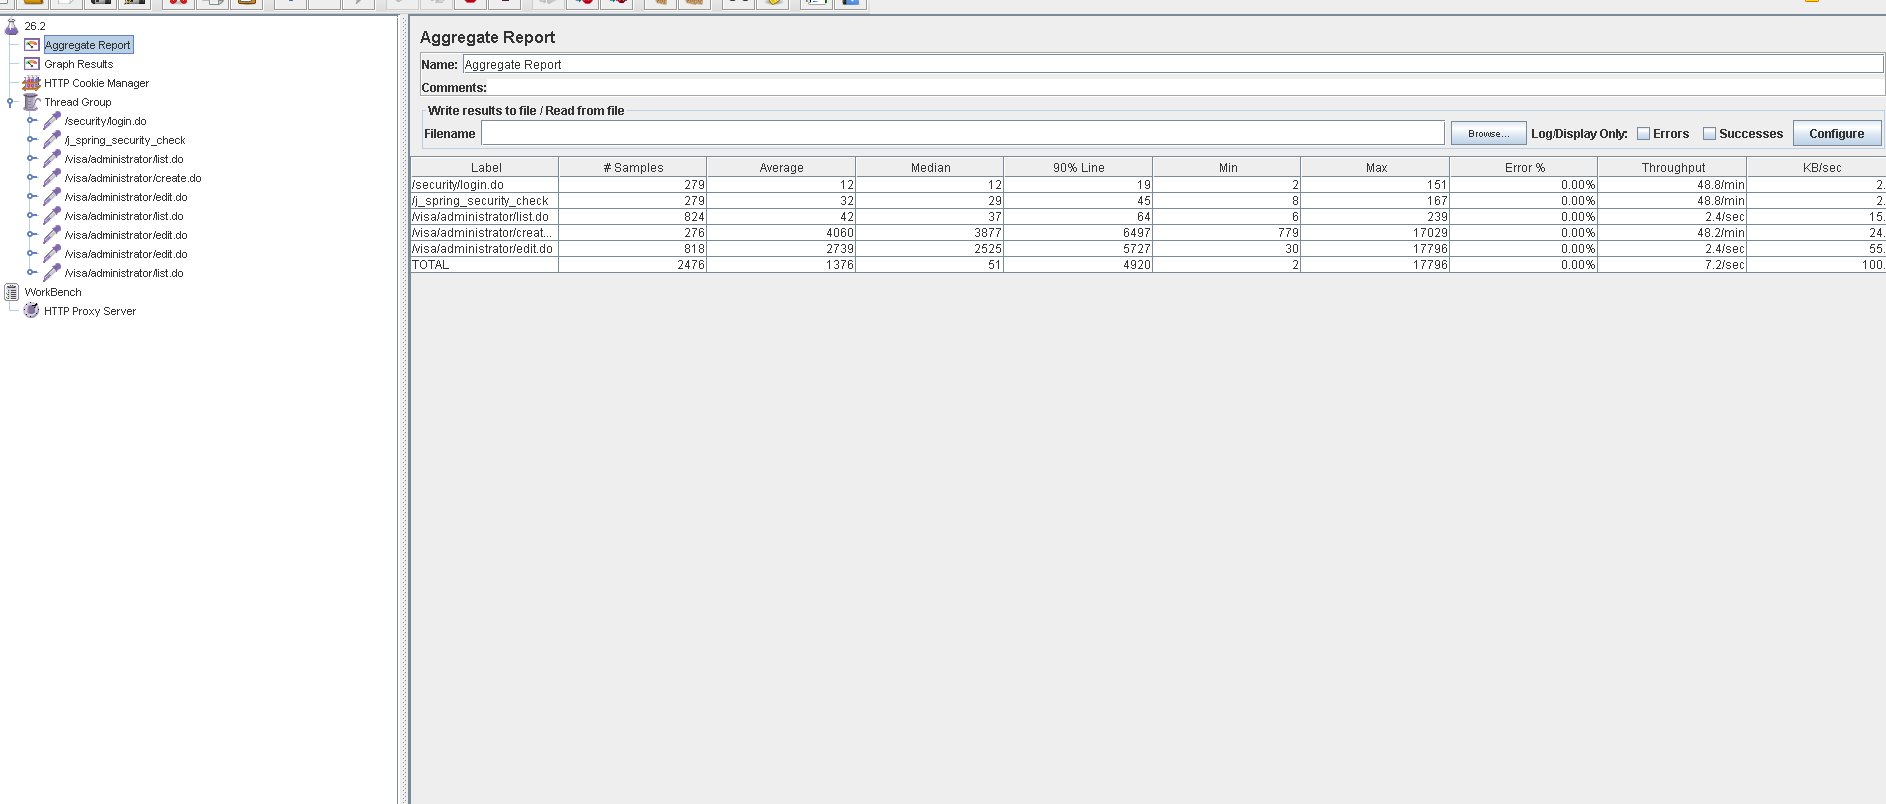 26.2
Aggregate Report
Graph Results
HTTP Cookie Manager
Thread Group
/security/login.do
/j_spring_security_check
/visa/administrator/list.do
/visa/administrator/create.do
/visa/administrator/edit.do
/visa/administrator/list.do
/visa/administrator/edit.do
/visa/administrator/edit.do
/visa/administrator/list.do
WorkBench
HTTP Proxy Server
Aggregate Report
Name: Aggregate Report
Comments:
Write results to file / Read from file
Filename Browse... Log/Display Only: Errors Successes Configure
Label # Samples Average Median 90% Line Min Max Error % Throughput KB/sec
/security/login.do 279 12 12 19 2 151 0.00% 48.8/min 2.
/j_spring_security_check 279 32 29 45 8 167 0.00% 48.8/min 2.
/visa/administrator/list.do 824 42 37 64 6 239 0.00% 2.4/sec 15.
/visa/administrator/creat... 276 4060 3877 6497 779 17029 0.00% 48.2/min 24.
/visa/administrator/edit.do 818 2739 2525 5727 30 17796 0.00% 2.4/sec 55.
TOTAL 2476 1376 51 4920 2 17796 0.00% 7.2/sec 100.